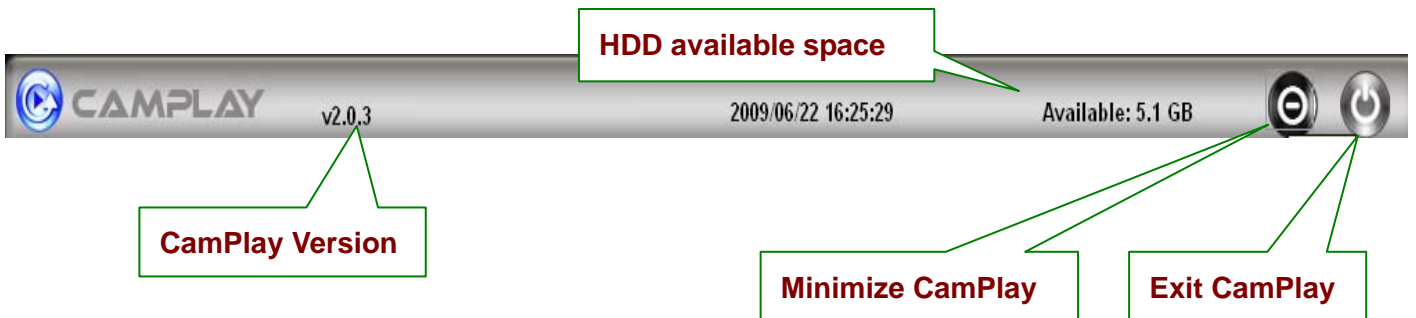 HDD available space
CAMPLAY v2.0.3 2009/06/22 16:25:29 Available: 5.1 GB
CamPlay Version
Minimize CamPlay Exit CamPlay